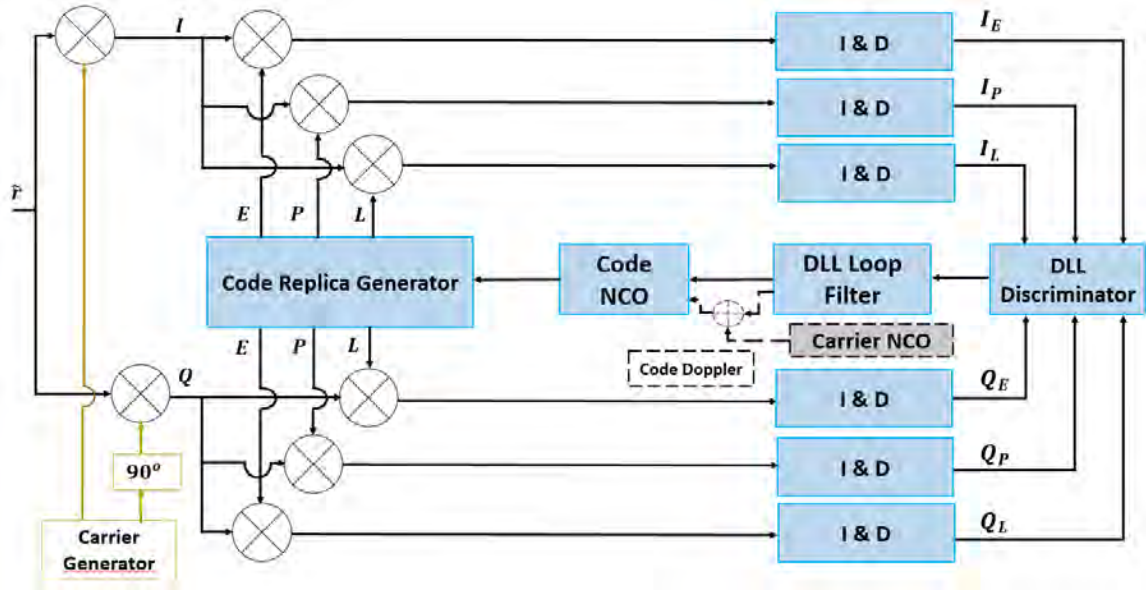 I
I & D
I_E
I & D
I_P
I & D
I_L
r̃
E P L
Code Replica Generator
Code
NCO
DLL Loop
Filter
DLL
Discriminator
Carrier NCO
Code Doppler
E P L
Q
I & D
Q_E
I & D
Q_P
I & D
Q_L
90°
Carrier
Generator